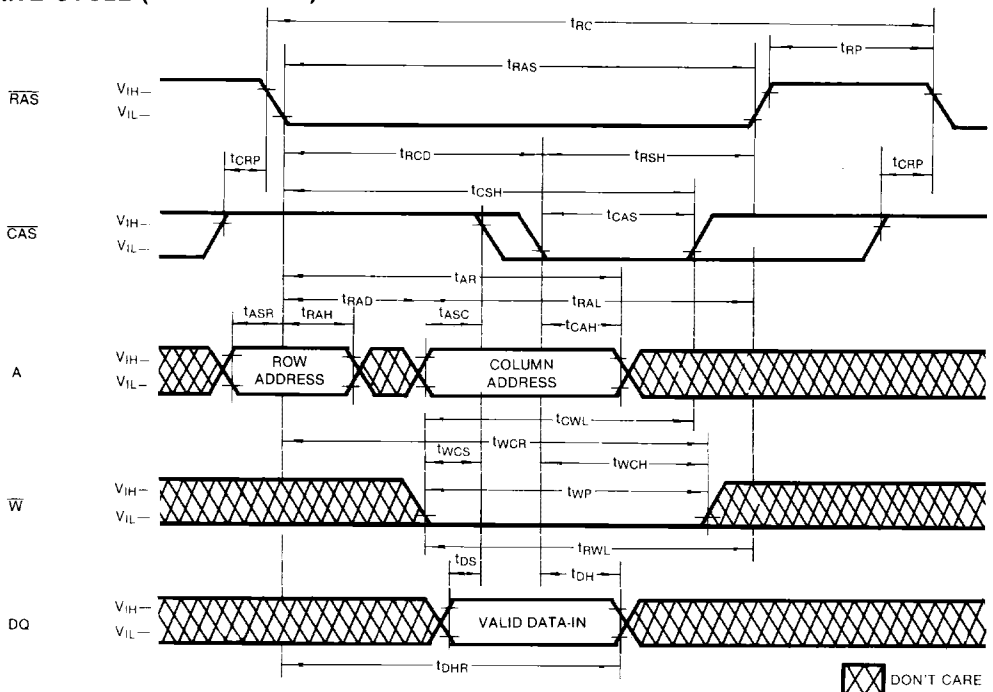 tRC
tRP
tRAS
RAS
VIH–
VIL–
tCRP
tRCD
tRSH
tCRP
tCSH
CAS
VIH–
VIL–
tCAS
tAR
tRAD
tRAL
tASR
tRAH
tASC
tCAH
A
VIH–
VIL–
ROW
ADDRESS
COLUMN
ADDRESS
tCWL
tWCR
tWCS
tWCH
W
VIH–
VIL–
tWP
tRWL
tDS
tDH
DQ
VIH–
VIL–
VALID DATA-IN
tDHR
DON'T CARE